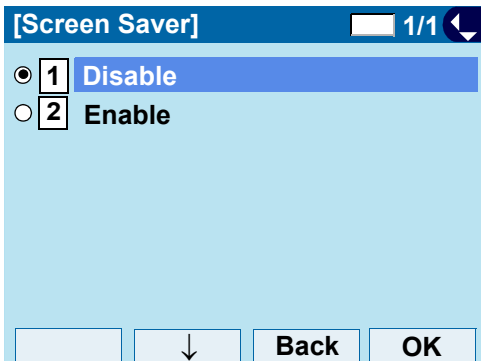 [Screen Saver] 1/1
1 Disable
2 Enable
↓ Back OK